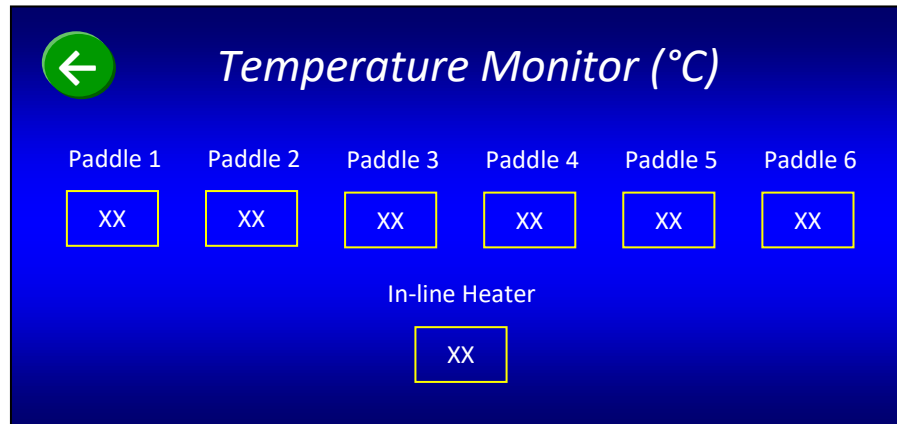 Temperature Monitor (°C)
Paddle 1 Paddle 2 Paddle 3 Paddle 4 Paddle 5 Paddle 6
XX XX XX XX XX XX
In-line Heater
XX